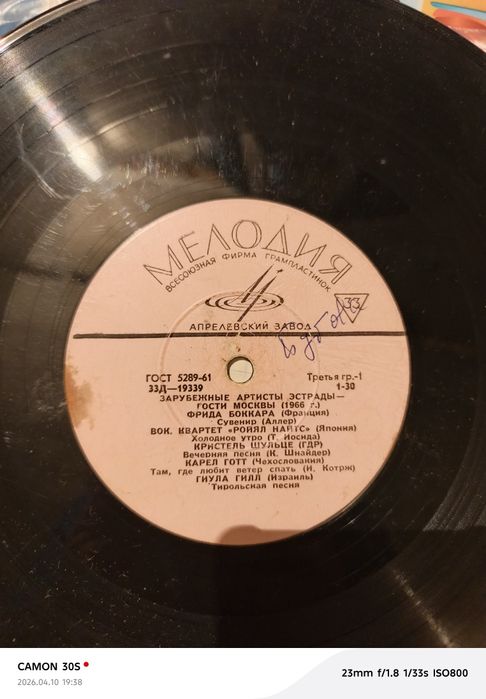 МЕЛОДИЯ
ВСЕСОЮЗНАЯ ФИРМА ГРАМПЛАСТИНОК
33
АПРЕЛЕВСКИЙ ЗАВОД
ГОСТ 5289-61 Третья гр.-1
33Д—19339 1-30
ЗАРУБЕЖНЫЕ АРТИСТЫ ЭСТРАДЫ—
ГОСТИ МОСКВЫ (1966 г.)
ФРИДА БОККАРА (Франция)
Сувенир (Аллер)
ВОК. КВАРТЕТ «РОЙЯЛ НАЙТС» (Япония)
Холодное утро (Т. Иосида)
КРИСТЕЛЬ ШУЛЬЦЕ (ГДР)
Вечерняя песня (К. Шнайдер)
КАРЕЛ ГОТТ (Чехословакия)
Там, где любит ветер спать (И. Котрж)
ГИУЛА ГИЛЛ (Израиль)
Тирольская песня
CAMON 30S
2026.04.10 19:38
23mm f/1.8 1/33s ISO800